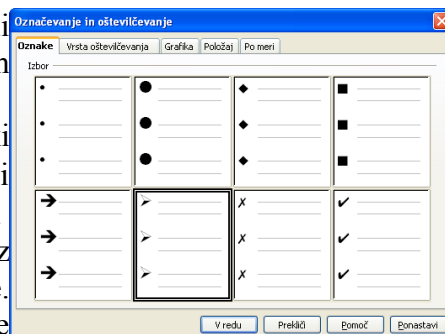 Označevanje in oštevilčevanje
Oznake Vrsta oštevilčevanja Grafika Položaj Po meri
Izbor
V redu Prekliči Pomoč Ponastavi